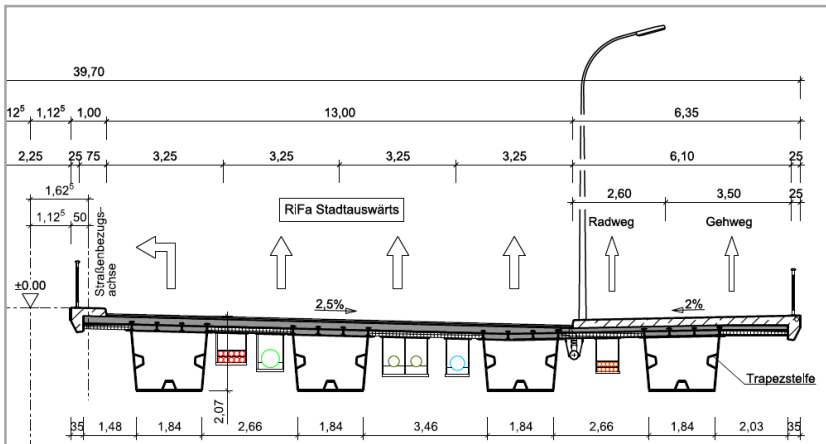 39,70
12⁵ 1,12⁵ 1,00 13,00 6,35
2,25 25 75 3,25 3,25 3,25 3,25 6,10 25
1,62⁵ 2,60 3,50 25
1,12⁵ 50
RiFa Stadtauswärts
Radweg Gehweg
Straßenbezugs-
achse
±0.00
2,5% 2%
Trapezsteife
2,07
35 1,48 1,84 2,66 1,84 3,46 1,84 2,66 1,84 2,03 35